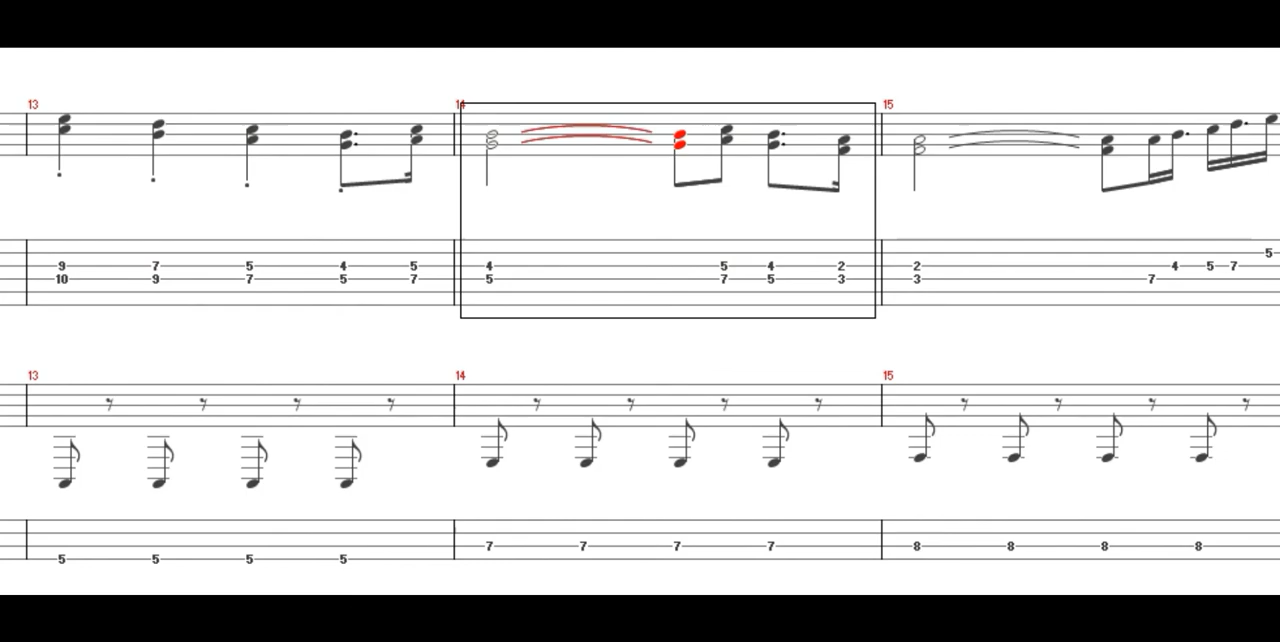 13 14 15
5
9 7 5 4 5 4 5 4 2 2 4 5 7
10 9 7 5 7 5 7 5 3 3 7
13 14 15
7 7 7 7 8 8 8 8
5 5 5 5